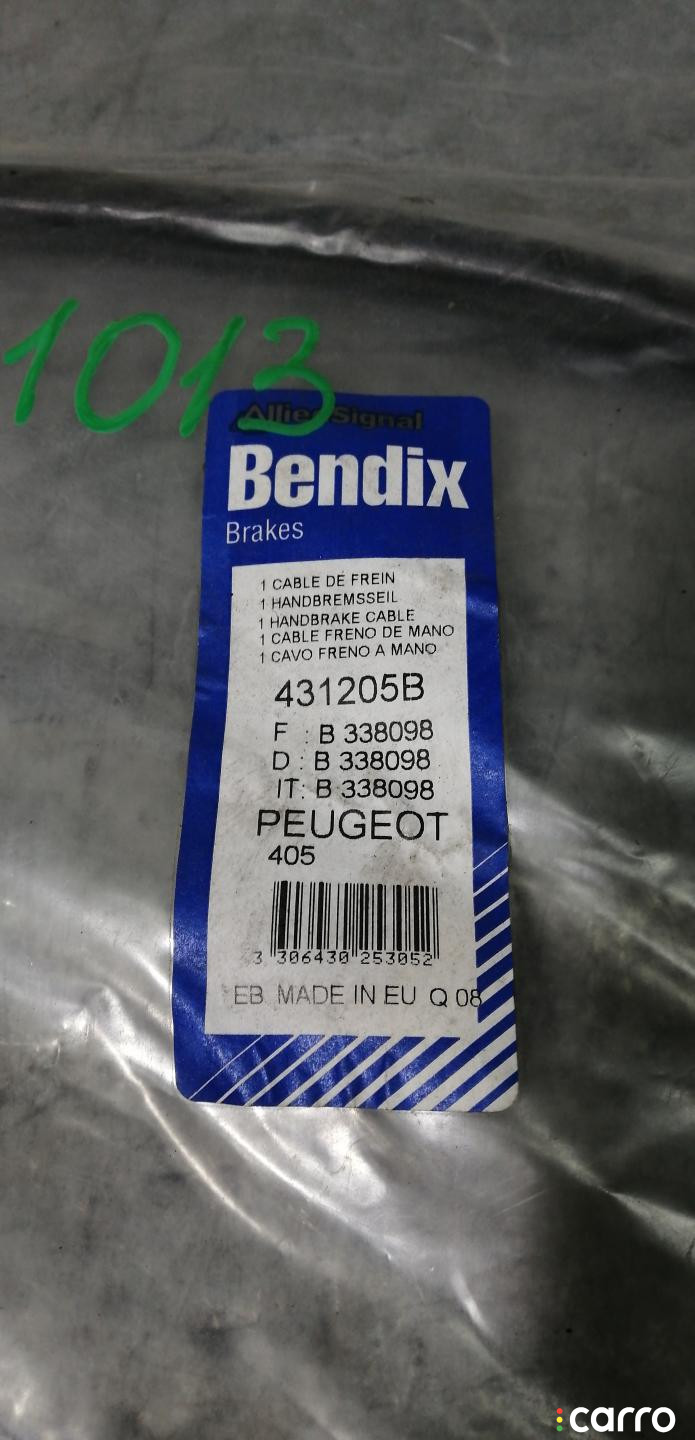 1013
AlliedSignal
Bendix
Brakes
1 CABLE DE FREIN
1 HANDBREMSSEIL
1 HANDBRAKE CABLE
1 CABLE FRENO DE MANO
1 CAVO FRENO A MANO
431205B
F : B 338098
D : B 338098
IT: B 338098
PEUGEOT
405
3 306430 253052
EB MADE IN EU Q 08
carro